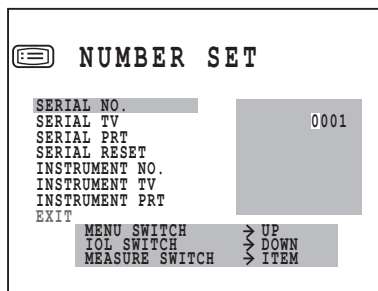 NUMBER SET
SERIAL NO.
SERIAL TV 0001
SERIAL PRT
SERIAL RESET
INSTRUMENT NO.
INSTRUMENT TV
INSTRUMENT PRT
EXIT
MENU SWITCH → UP
IOL SWITCH → DOWN
MEASURE SWITCH → ITEM